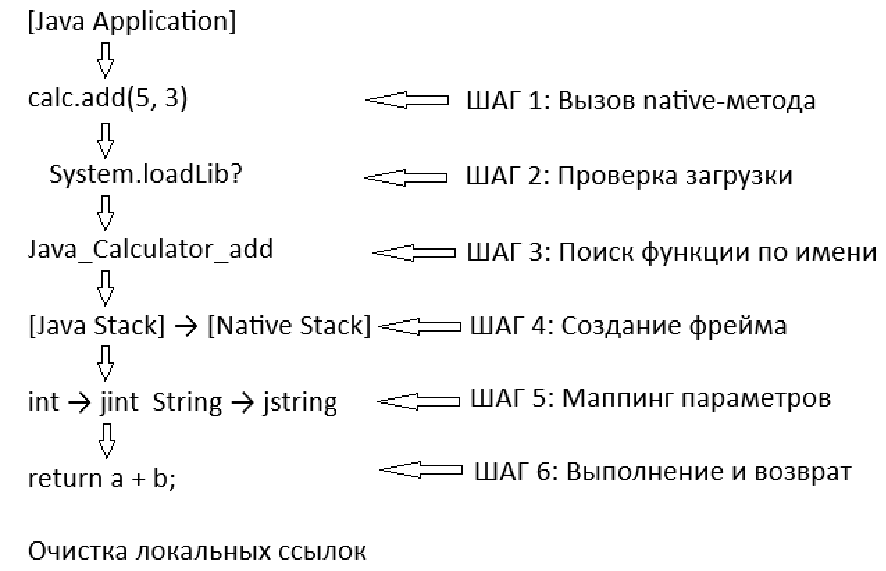 [Java Application]
calc.add(5, 3) ШАГ 1: Вызов native-метода
System.loadLib? ШАГ 2: Проверка загрузки
Java_Calculator_add ШАГ 3: Поиск функции по имени
[Java Stack] → [Native Stack] ШАГ 4: Создание фрейма
int → jint String → jstring ШАГ 5: Маппинг параметров
return a + b; ШАГ 6: Выполнение и возврат
Очистка локальных ссылок